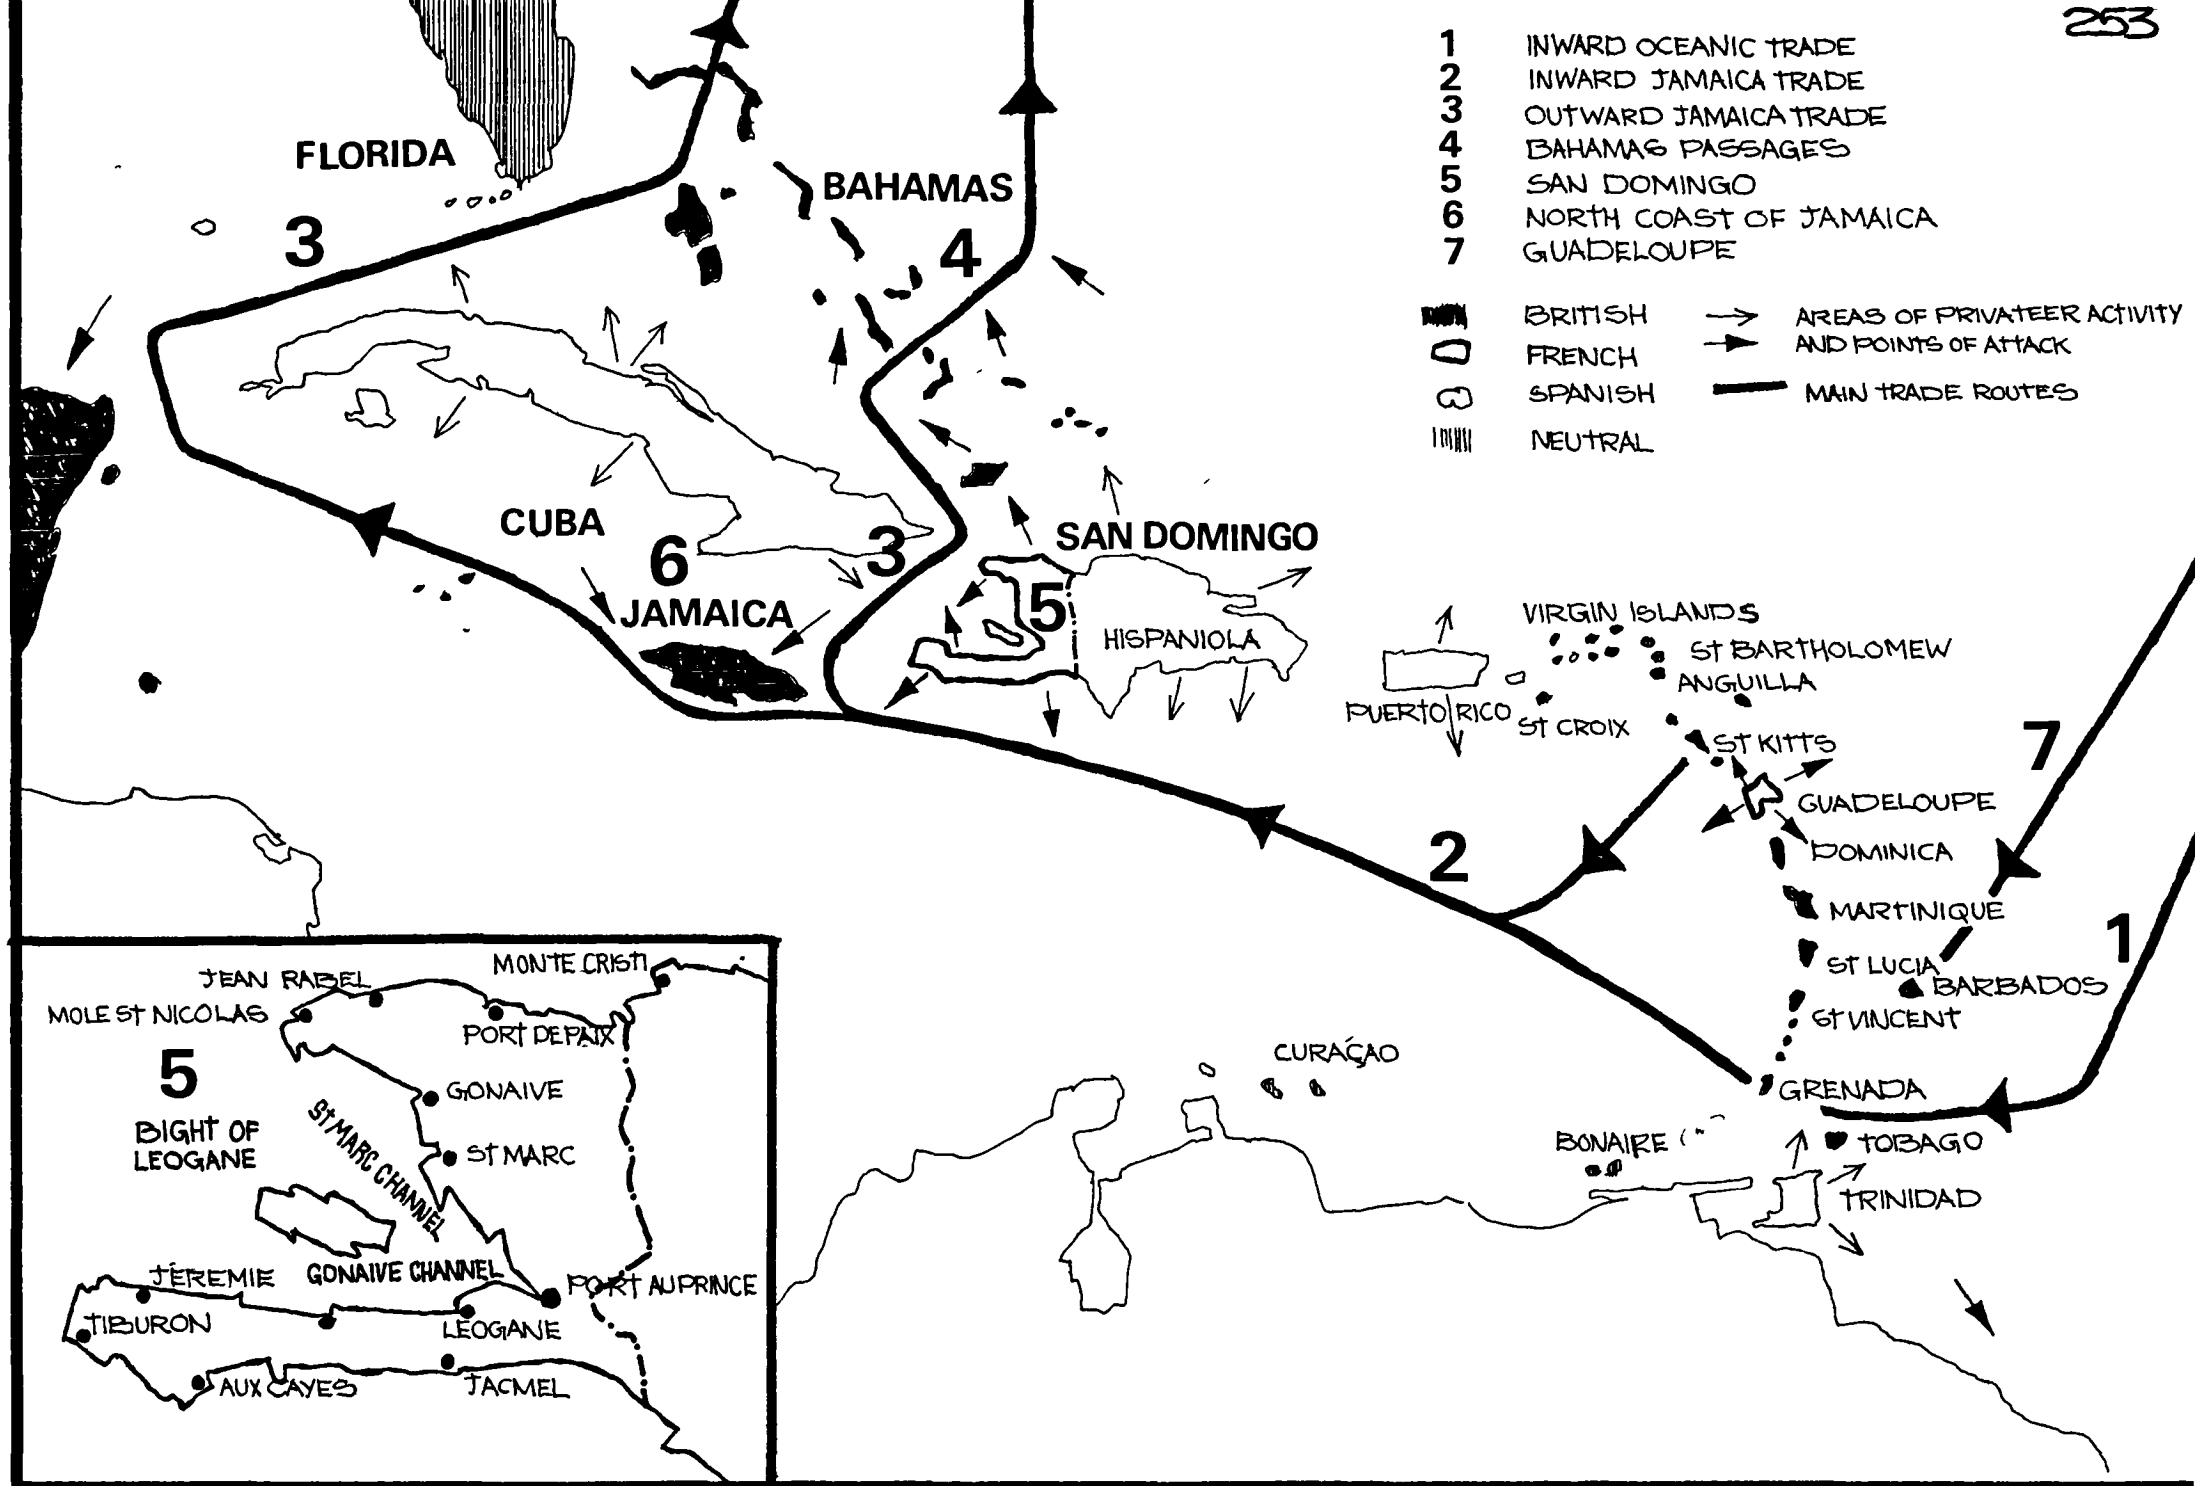 253
1 INWARD OCEANIC TRADE
2 INWARD JAMAICA TRADE
3 OUTWARD JAMAICA TRADE
4 BAHAMAS PASSAGES
5 SAN DOMINGO
6 NORTH COAST OF JAMAICA
7 GUADELOUPE
BRITISH
FRENCH
SPANISH
NEUTRAL
AREAS OF PRIVATEER ACTIVITY
AND POINTS OF ATTACK
MAIN TRADE ROUTES
FLORIDA
3
BAHAMAS
4
CUBA
6
JAMAICA
3
SAN DOMINGO
5
HISPANIOLA
VIRGIN ISLANDS
ST BARTHOLOMEW
ANGUILLA
PUERTO RICO
ST CROIX
ST KITTS
7
GUADELOUPE
2
DOMINICA
MARTINIQUE
1
ST LUCIA
BARBADOS
ST VINCENT
CURAÇAO
GRENADA
BONAIRE
TOBAGO
TRINIDAD
MONTE CRISTI
JEAN RABEL
MOLE ST NICOLAS
PORT DE PAIX
5
BIGHT OF
LEOGANE
GONAIVE
ST MARC CHANNEL
ST MARC
GONAIVE CHANNEL
JÉREMIE
PORT AU PRINCE
TIBURON
LÉOGANE
AUX CAYES
JACMEL